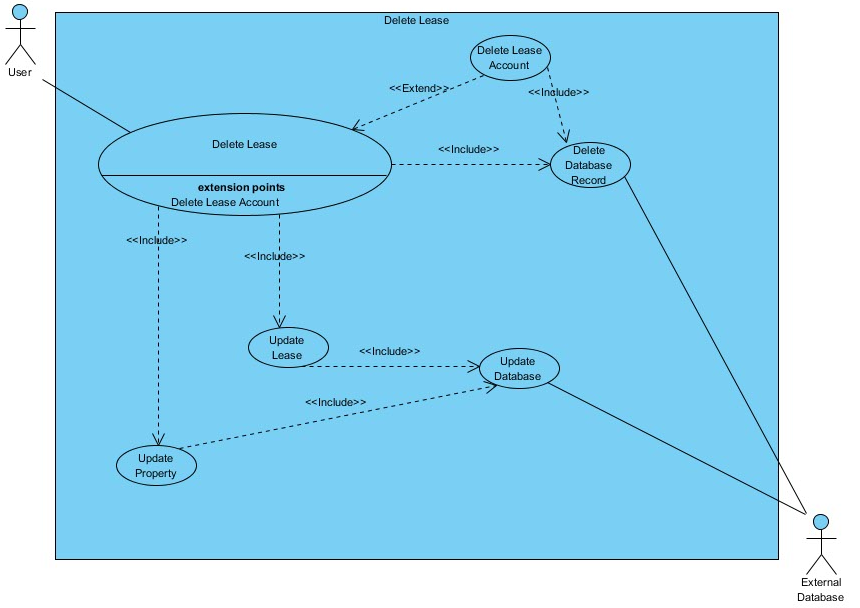 Delete Lease
User
Delete Lease
Account
<<Extend>>
<<Include>>
Delete Lease
<<Include>>
Delete
Database
Record
extension points
Delete Lease Account
<<Include>>
<<Include>>
Update
Lease
<<Include>>
Update
Database
<<Include>>
Update
Property
External
Database